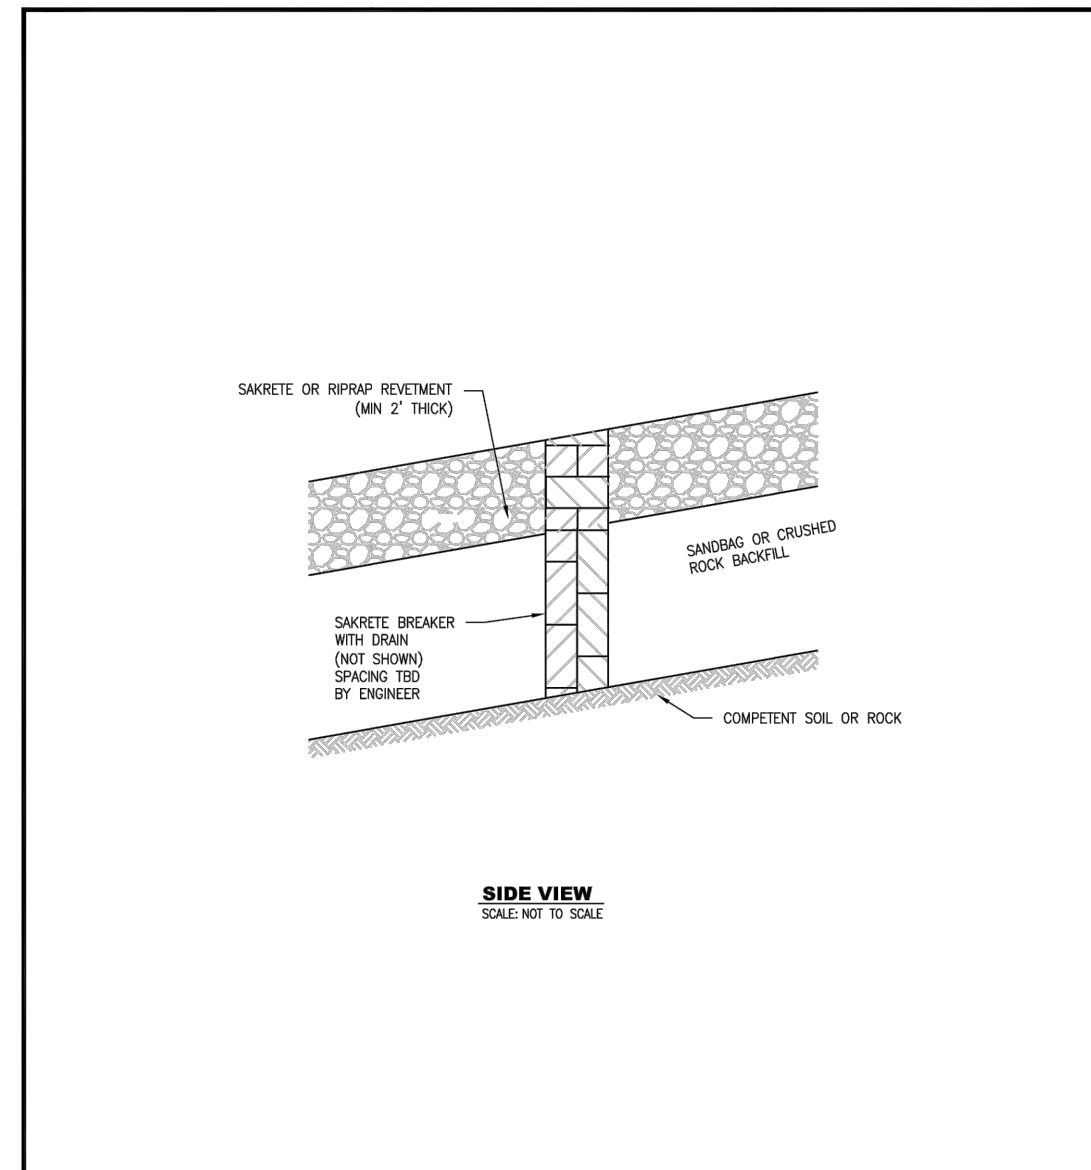 SAKRETE OR RIPRAP REVETMENT
(MIN 2' THICK)
SANDBAG OR CRUSHED
ROCK BACKFILL
SAKRETE BREAKER
WITH DRAIN
(NOT SHOWN)
SPACING TBD
BY ENGINEER
COMPETENT SOIL OR ROCK
SIDE VIEW
SCALE: NOT TO SCALE